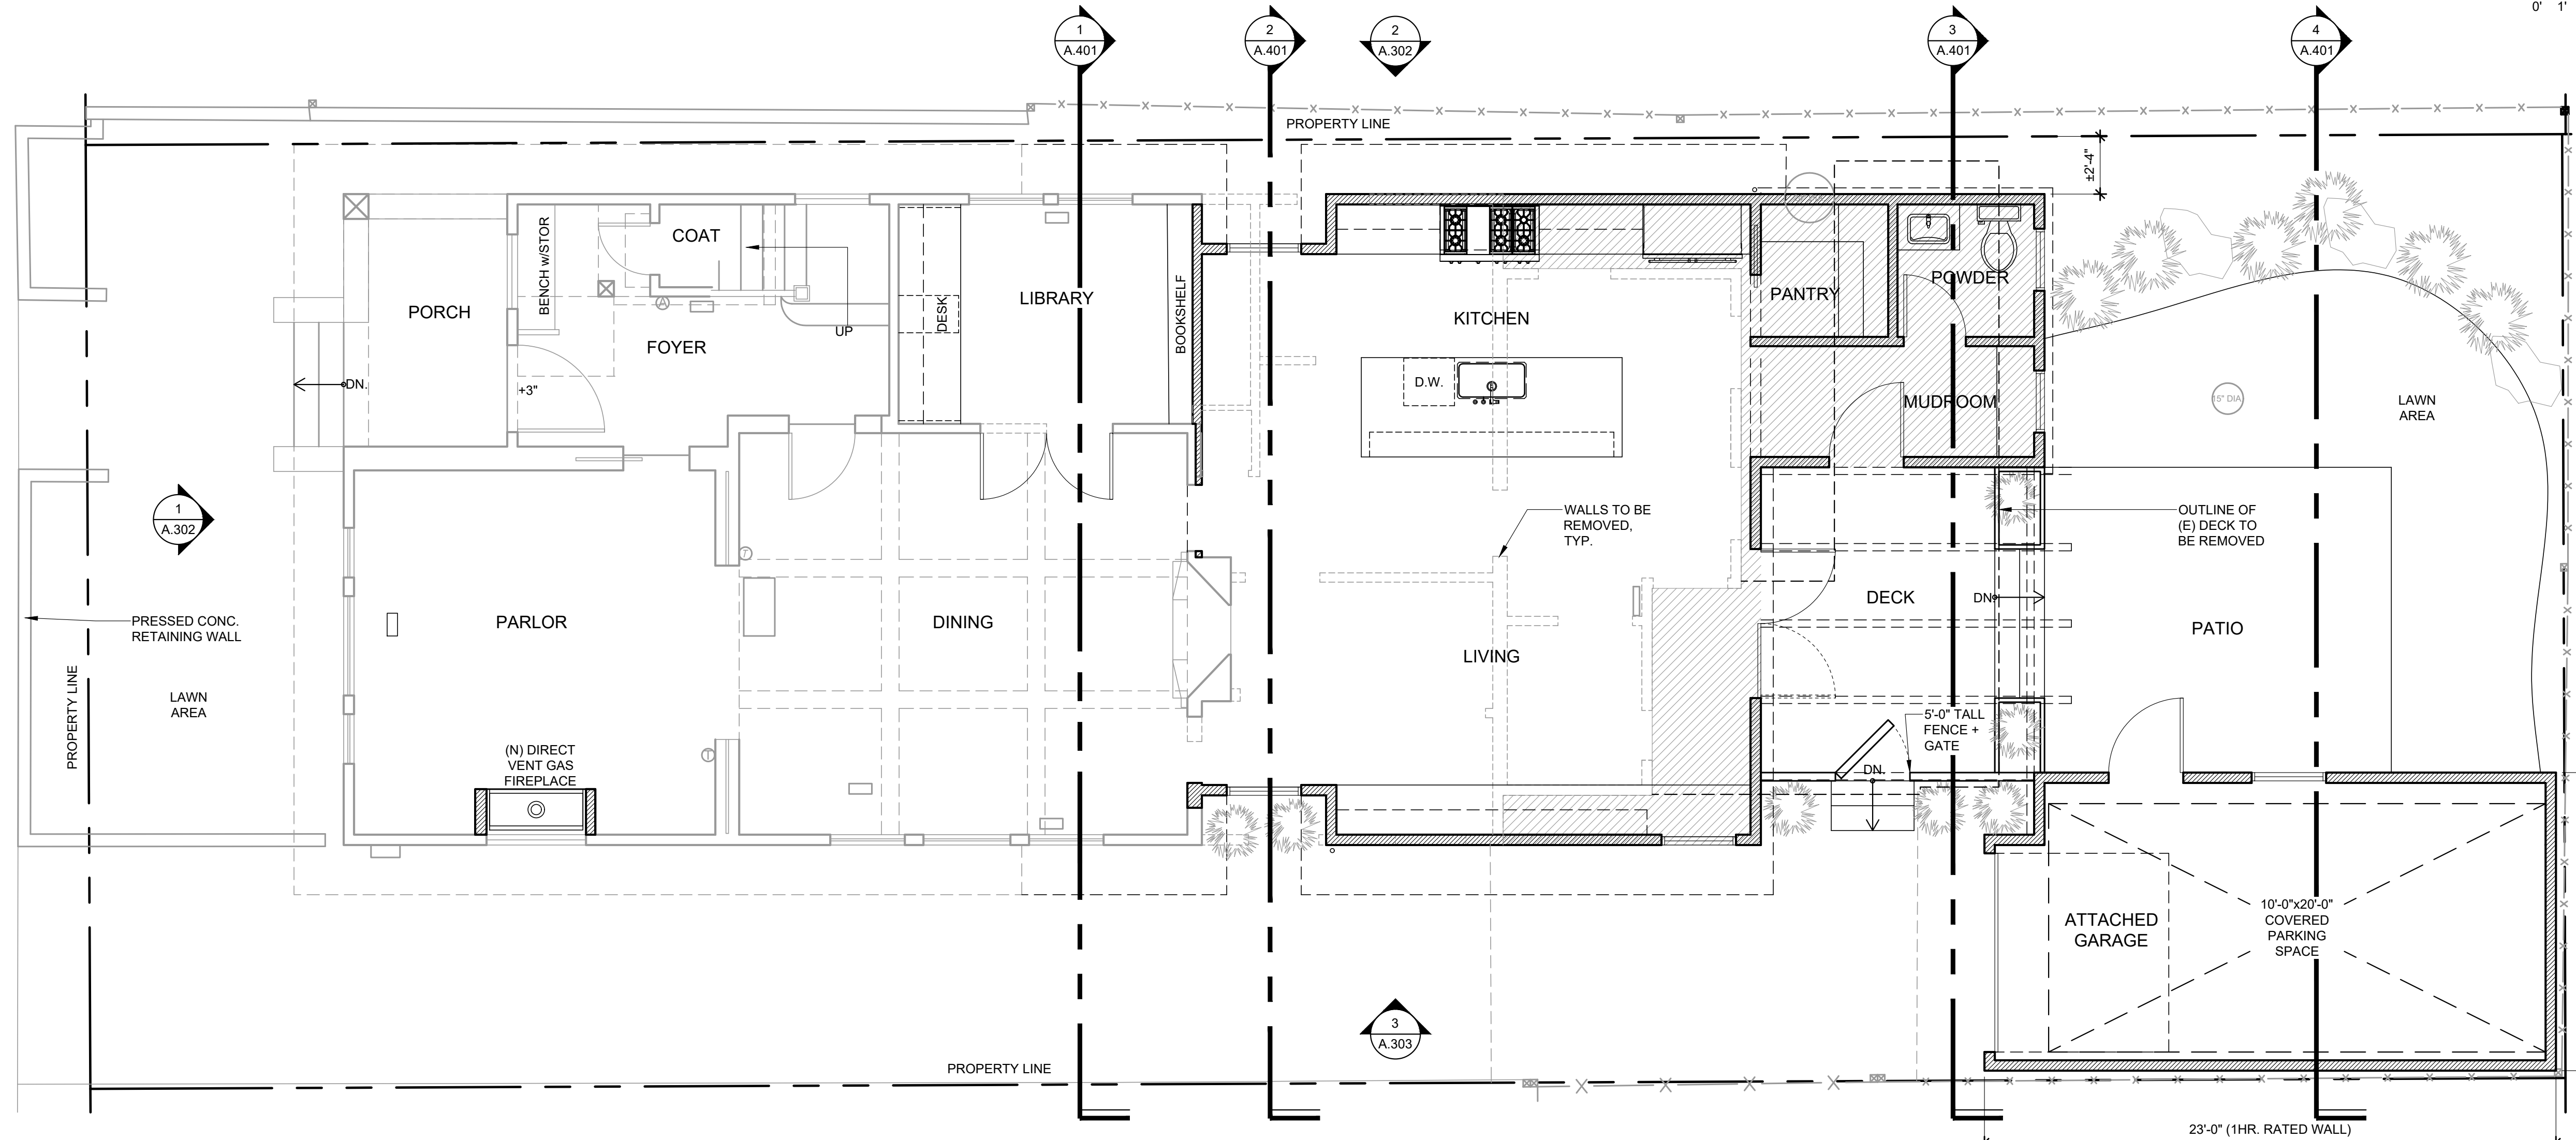 0' 1'
1
A.401
2
A.401
2
A.302
3
A.401
4
A.401
PROPERTY LINE
±2'-4"
BENCH w/STOR
COAT
PORCH
FOYER
UP
DN.
+3"
DESK
LIBRARY
BOOKSHELF
KITCHEN
D.W.
PANTRY
POWDER
MUDROOM
15" DIA
LAWN
AREA
1
A.302
WALLS TO BE
REMOVED,
TYP.
OUTLINE OF
(E) DECK TO
BE REMOVED
PRESSED CONC.
RETAINING WALL
PROPERTY LINE
LAWN
AREA
PARLOR
A
T
T
DINING
LIVING
DECK
DN.
PATIO
(N) DIRECT
VENT GAS
FIREPLACE
5'-0" TALL
FENCE +
GATE
DN.
ATTACHED
GARAGE
10'-0"x20'-0"
COVERED
PARKING
SPACE
3
A.303
PROPERTY LINE
23'-0" (1HR. RATED WALL)